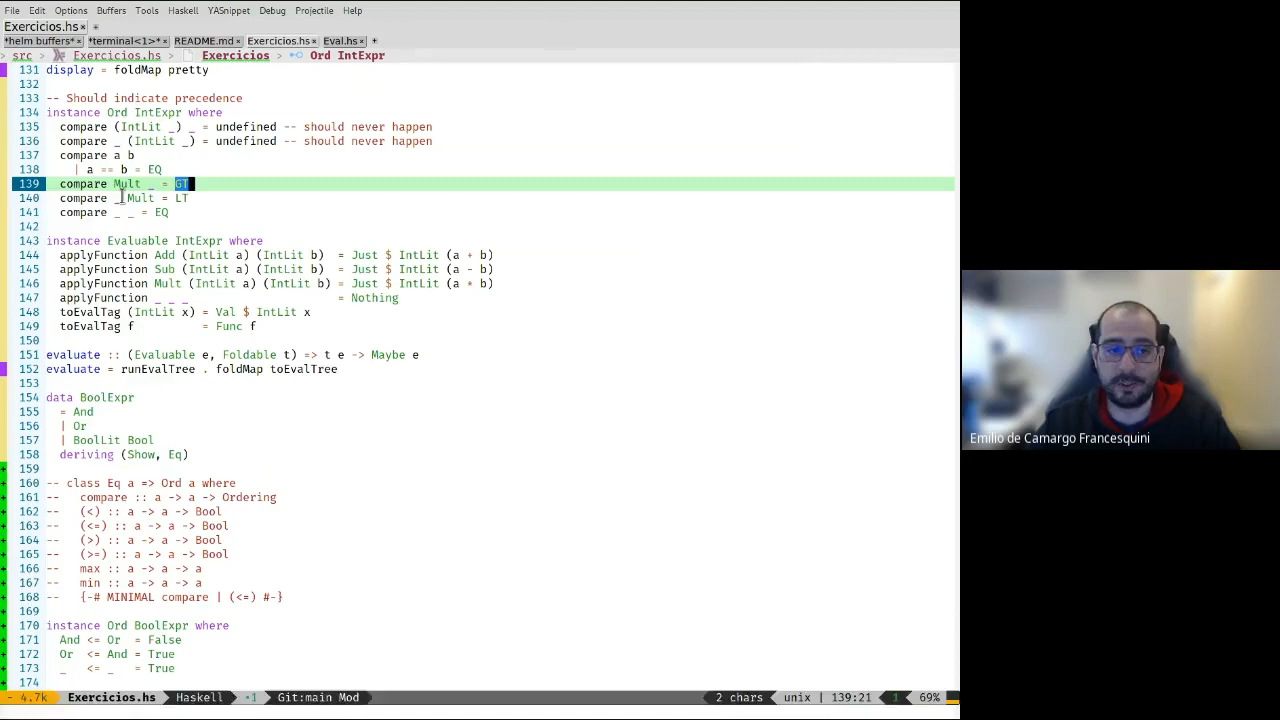 File Edit Options Buffers Tools Haskell YASnippet Debug Projectile Help
Exercicios.hs× +
*helm buffers*× *terminal<1>*× README.md× Exercicios.hs× Eval.hs× +
> src > Exercicios.hs > Exercicios > Ord IntExpr
131 display = foldMap pretty
132
133 -- Should indicate precedence
134 instance Ord IntExpr where
135   compare (IntLit _) _ = undefined -- should never happen
136   compare _ (IntLit _) = undefined -- should never happen
137   compare a b
138     | a == b = EQ
139   compare Mult _ = GT
140   compare _ Mult = LT
141   compare _ _ = EQ
142
143 instance Evaluable IntExpr where
144   applyFunction Add (IntLit a) (IntLit b)  = Just $ IntLit (a + b)
145   applyFunction Sub (IntLit a) (IntLit b)  = Just $ IntLit (a - b)
146   applyFunction Mult (IntLit a) (IntLit b) = Just $ IntLit (a * b)
147   applyFunction _ _ _                      = Nothing
148   toEvalTag (IntLit x) = Val $ IntLit x
149   toEvalTag f          = Func f
150
151 evaluate :: (Evaluable e, Foldable t) => t e -> Maybe e
152 evaluate = runEvalTree . foldMap toEvalTree
153
154 data BoolExpr
155   = And
156   | Or
157   | BoolLit Bool
158   deriving (Show, Eq)
159
160 -- class Eq a => Ord a where
161 --   compare :: a -> a -> Ordering
162 --   (<) :: a -> a -> Bool
163 --   (<=) :: a -> a -> Bool
164 --   (>) :: a -> a -> Bool
165 --   (>=) :: a -> a -> Bool
166 --   max :: a -> a -> a
167 --   min :: a -> a -> a
168 --   {-# MINIMAL compare | (<=) #-}
169
170 instance Ord BoolExpr where
171   And <= Or  = False
172   Or  <= And = True
173   _   <= _   = True
174
- 4.7k Exercicios.hs Haskell •1 Git:main Mod 2 chars unix | 139:21 1 69%
Emilio de Camargo Francesquini